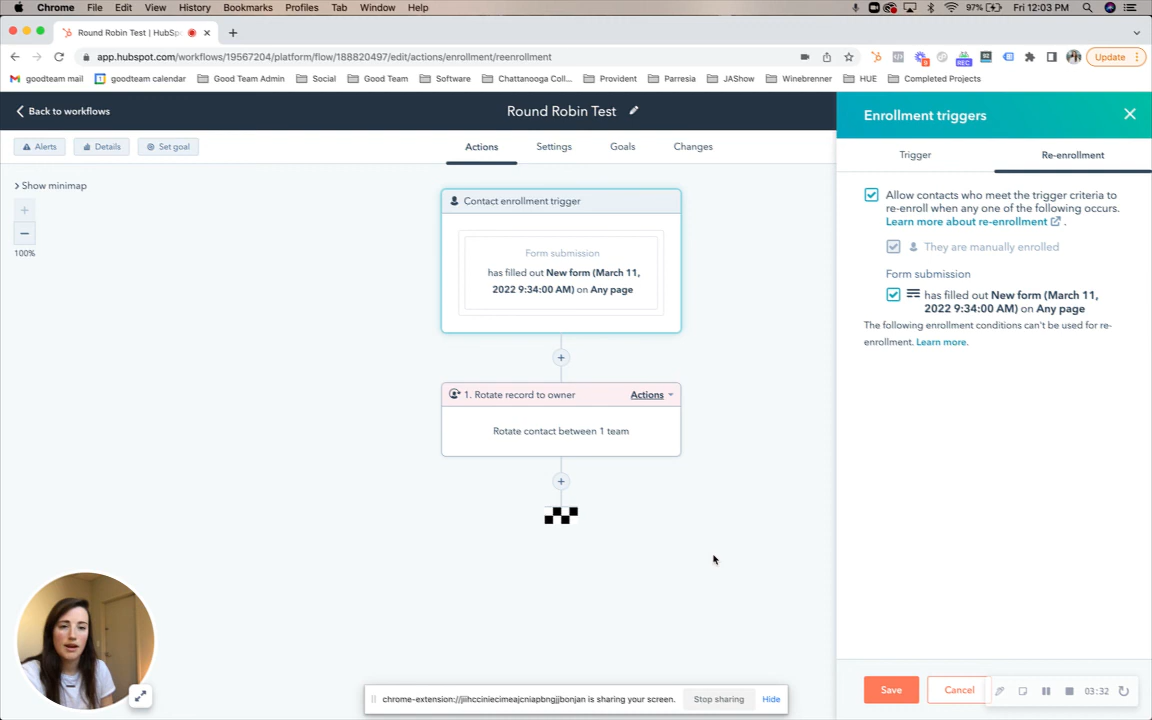 Chrome File Edit View History Bookmarks Profiles Tab Window Help 97% Fri 12:03 PM
Round Robin Test | HubSp
app.hubspot.com/workflows/19567204/platform/flow/188820497/edit/actions/enrollment/reenrollment Update
goodteam mail goodteam calendar Good Team Admin Social Good Team Software Chattanooga Coll... Provident Parresia JAShow Winebrenner HUE Completed Projects
Back to workflows
Round Robin Test
Alerts Details Set goal
Actions Settings Goals Changes
Show minimap
100%
Contact enrollment trigger
Form submission
has filled out New form (March 11,
2022 9:34:00 AM) on Any page
1. Rotate record to owner Actions
Rotate contact between 1 team
Enrollment triggers
Trigger Re-enrollment
Allow contacts who meet the trigger criteria to
re-enroll when any one of the following occurs.
Learn more about re-enrollment .
They are manually enrolled
Form submission
has filled out New form (March 11,
2022 9:34:00 AM) on Any page
The following enrollment conditions can't be used for re-
enrollment. Learn more.
Save Cancel 03:32
chrome-extension://jiihcciniecimeajcniapbngjjbonjan is sharing your screen. Stop sharing Hide